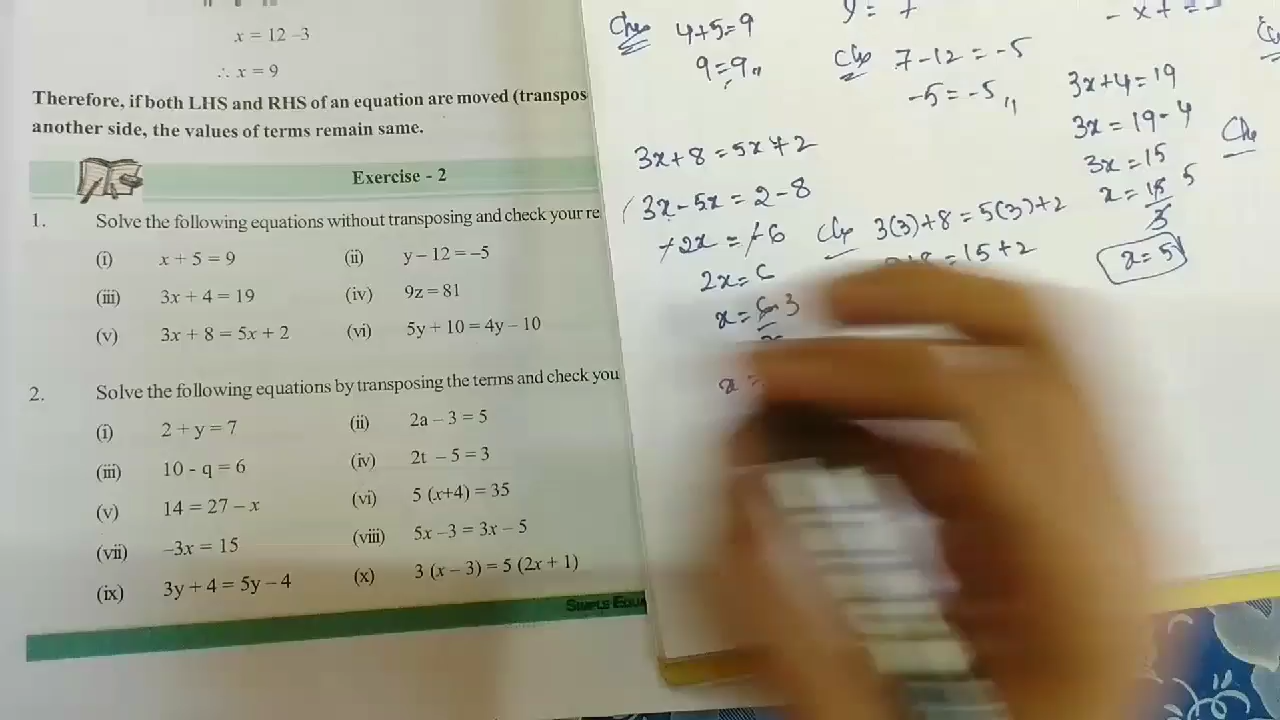 x = 12 –3
∴ x = 9
Therefore, if both LHS and RHS of an equation are moved (transpos
another side, the values of terms remain same.
Exercise - 2
1. Solve the following equations without transposing and check your re
(i) x + 5 = 9 (ii) y – 12 = –5
(iii) 3x + 4 = 19 (iv) 9z = 81
(v) 3x + 8 = 5x + 2 (vi) 5y + 10 = 4y – 10
2. Solve the following equations by transposing the terms and check you
(i) 2 + y = 7 (ii) 2a – 3 = 5
(iii) 10 - q = 6 (iv) 2t – 5 = 3
(v) 14 = 27 – x (vi) 5 (x+4) = 35
(vii) –3x = 15 (viii) 5x –3 = 3x – 5
(ix) 3y + 4 = 5y – 4 (x) 3 (x – 3) = 5 (2x + 1)
4+5=9
9=9
7-12=-5
-5=-5
3x+8=5x+2
3x-5x=2-8
-2x=-6
2x=6
3(3)+8=5(3)+2
=15+2
3x+4=19
3x=19-4
3x=15
x=15/3 5
x=5